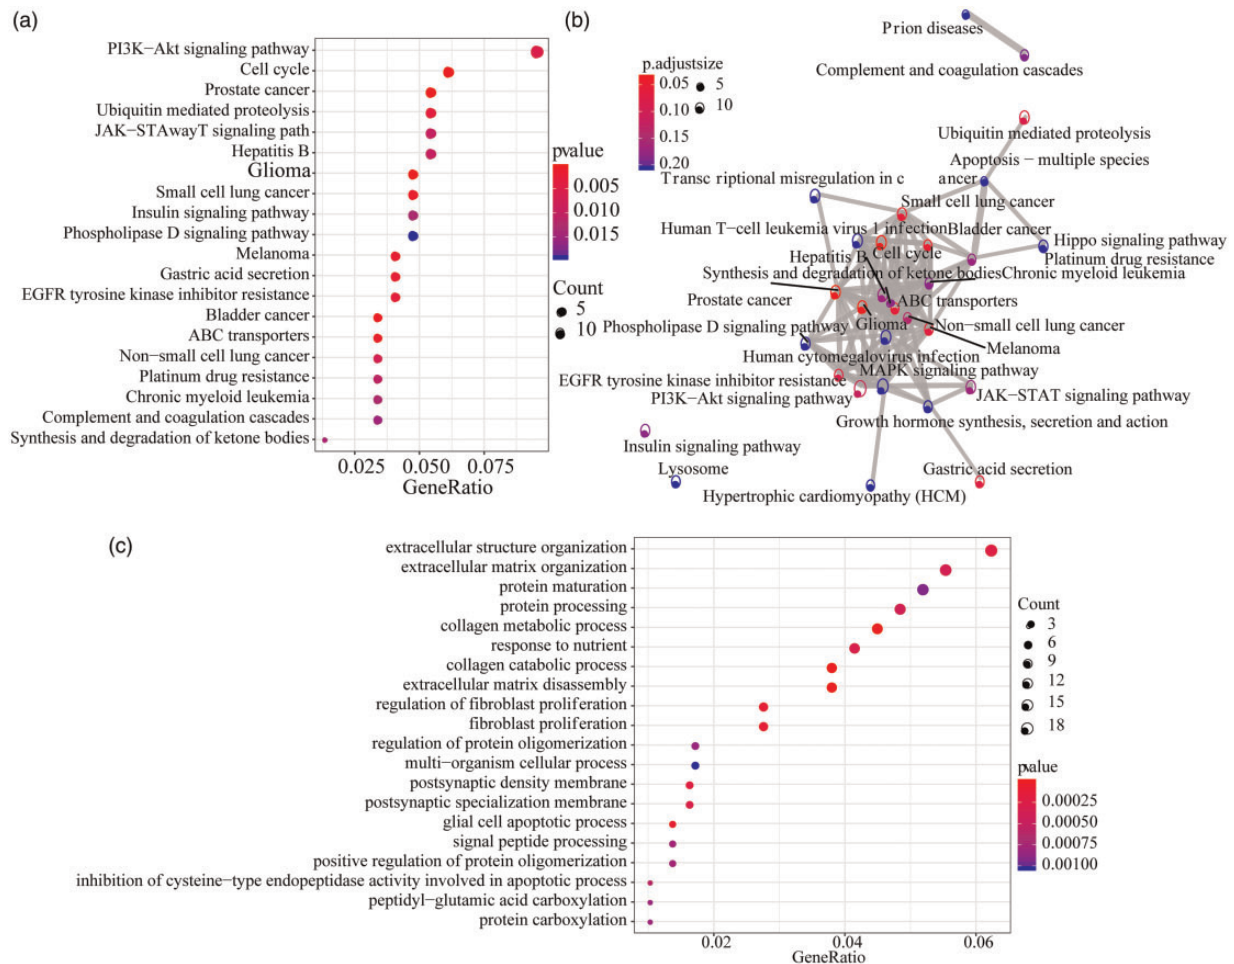 (a)
PI3K−Akt signaling pathway
Cell cycle
Prostate cancer
Ubiquitin mediated proteolysis
JAK−STAwayT signaling path
Hepatitis B
Glioma
Small cell lung cancer
Insulin signaling pathway
Phospholipase D signaling pathway
Melanoma
Gastric acid secretion
EGFR tyrosine kinase inhibitor resistance
Bladder cancer
ABC transporters
Non−small cell lung cancer
Platinum drug resistance
Chronic myeloid leukemia
Complement and coagulation cascades
Synthesis and degradation of ketone bodies
0.025 0.050 0.075
GeneRatio
pvalue
0.005
0.010
0.015
Count
5
10
(b)
p.adjust size
0.05
0.10
0.15
0.20
5
10
Prion diseases
Complement and coagulation cascades
Ubiquitin mediated proteolysis
Apoptosis − multiple species
Transc riptional misregulation in c ancer
Small cell lung cancer
Human T−cell leukemia virus 1 infection Bladder cancer
Hippo signaling pathway
Hepatitis B Cell cycle
Platinum drug resistance
Synthesis and degradation of ketone bodies Chronic myeloid leukemia
Prostate cancer
ABC transporters
Phospholipase D signaling pathway Glioma Non−small cell lung cancer
Melanoma
Human cytomegalovirus infection
MAPK signaling pathway
EGFR tyrosine kinase inhibitor resistance
PI3K−Akt signaling pathway
JAK−STAT signaling pathway
Growth hormone synthesis, secretion and action
Insulin signaling pathway
Lysosome
Gastric acid secretion
Hypertrophic cardiomyopathy (HCM)
(c)
extracellular structure organization
extracellular matrix organization
protein maturation
protein processing
collagen metabolic process
response to nutrient
collagen catabolic process
extracellular matrix disassembly
regulation of fibroblast proliferation
fibroblast proliferation
regulation of protein oligomerization
multi−organism cellular process
postsynaptic density membrane
postsynaptic specialization membrane
glial cell apoptotic process
signal peptide processing
positive regulation of protein oligomerization
inhibition of cysteine−type endopeptidase activity involved in apoptotic process
peptidyl−glutamic acid carboxylation
protein carboxylation
0.02 0.04 0.06
GeneRatio
Count
3
6
9
12
15
18
pvalue
0.00025
0.00050
0.00075
0.00100